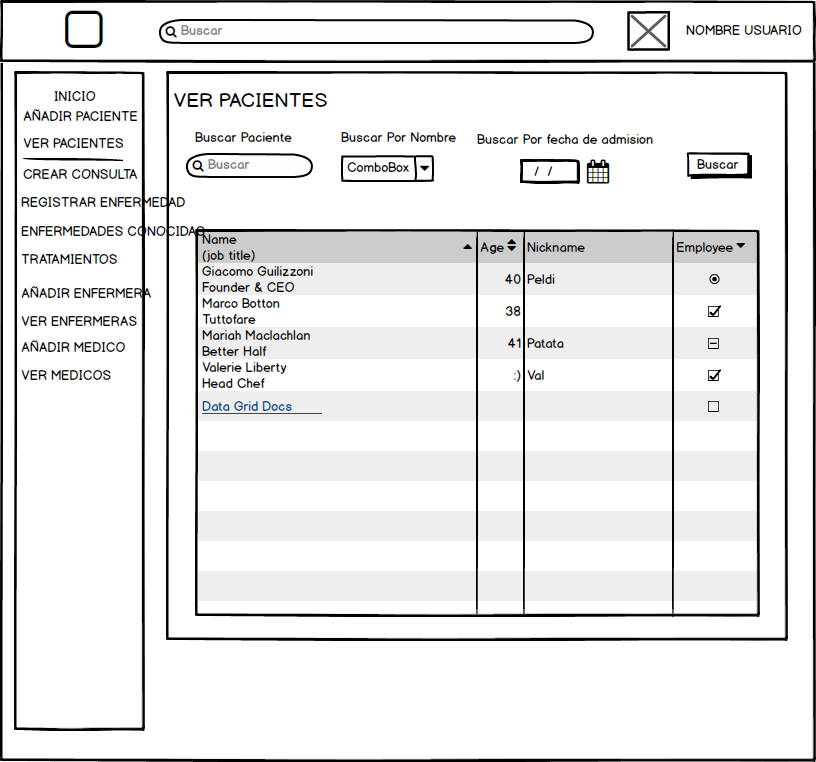 Buscar
NOMBRE USUARIO
INICIO
AÑADIR PACIENTE
VER PACIENTES
CREAR CONSULTA
REGISTRAR ENFERMEDAD
ENFERMEDADES CONOCIDAS
TRATAMIENTOS
AÑADIR ENFERMERA
VER ENFERMERAS
AÑADIR MEDICO
VER MEDICOS
VER PACIENTES
Buscar Paciente
Buscar Por Nombre
Buscar Por fecha de admision
Buscar
ComboBox
/ /
Buscar
Name
(job title)
Age
Nickname
Employee
Giacomo Guilizzoni
Founder & CEO
40
Peldi
Marco Botton
Tuttofare
38
Mariah Maclachlan
Better Half
41
Patata
Valerie Liberty
Head Chef
:)
Val
Data Grid Docs